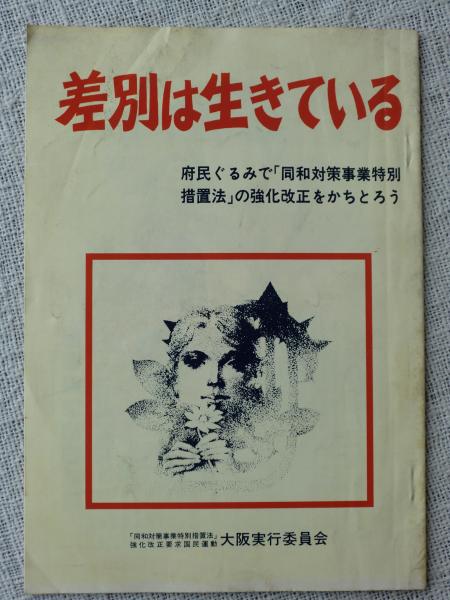 差別は生きている
府民ぐるみで「同和対策事業特別
措置法」の強化改正をかちとろう
「同和対策事業特別措置法」
強化改正要求国民運動
大阪実行委員会